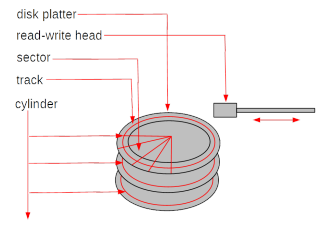 disk platter
read-write head
sector
track
cylinder